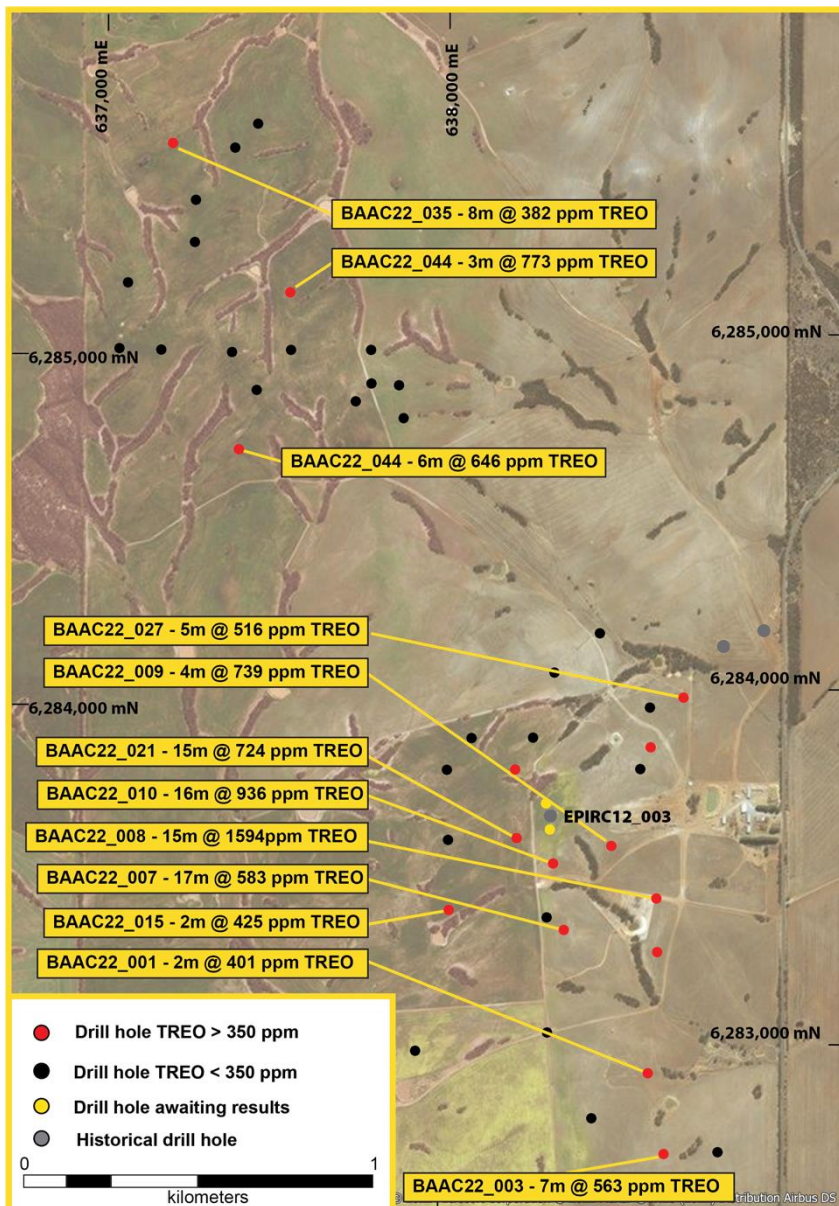 637,000 mE
638,000 mE
BAAC22_035 - 8m @ 382 ppm TREO
BAAC22_044 - 3m @ 773 ppm TREO
6,285,000 mN
6,285,000 mN
BAAC22_044 - 6m @ 646 ppm TREO
BAAC22_027 - 5m @ 516 ppm TREO
BAAC22_009 - 4m @ 739 ppm TREO
6,284,000 mN
6,284,000 mN
BAAC22_021 - 15m @ 724 ppm TREO
BAAC22_010 - 16m @ 936ppm TREO
EPIRC12_003
BAAC22_008 - 15m @ 1594ppm TREO
BAAC22_007 - 17m @ 583 ppm TREO
BAAC22_015 - 2m @ 425 ppm TREO
BAAC22_001 - 2m @ 401 ppm TREO
6,283,000 mN
Drill hole TREO > 350 ppm
Drill hole TREO < 350 ppm
Drill hole awaiting results
Historical drill hole
0 1
kilometers
BAAC22_003 - 7m @ 563 ppm TREO
Airbus DS